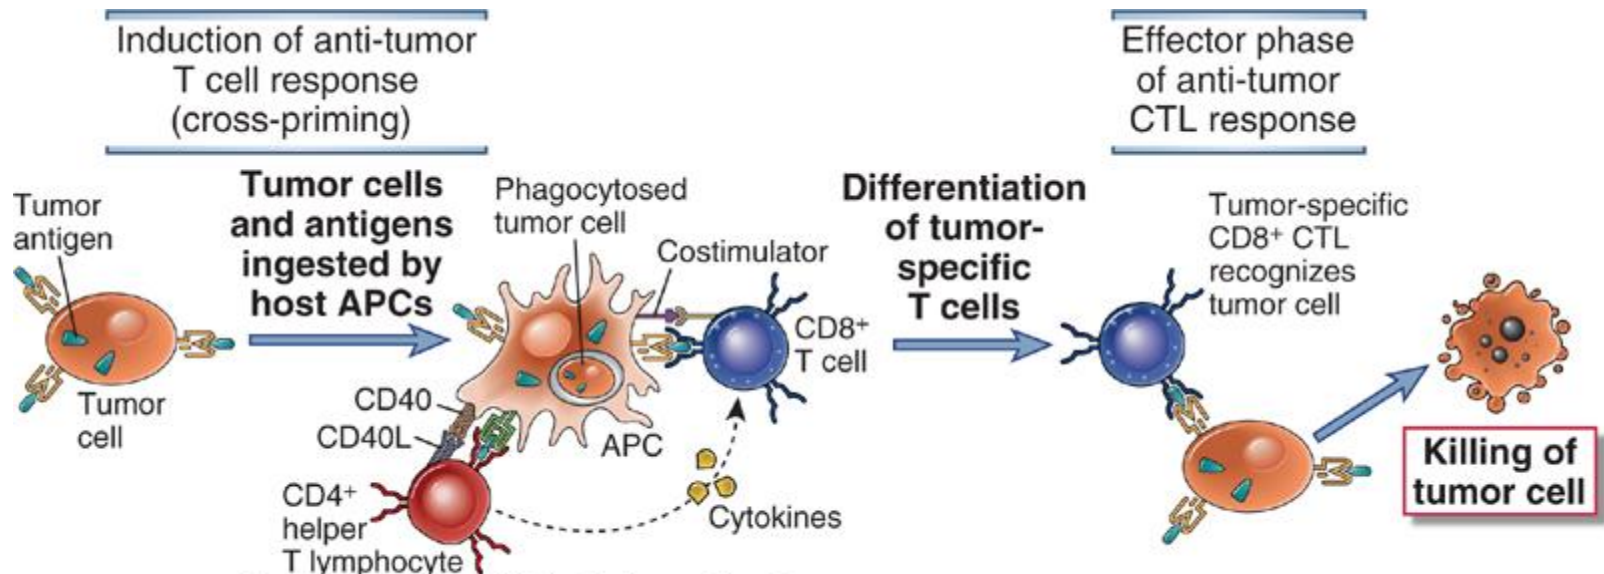 Induction of anti-tumor
T cell response
(cross-priming)
Effector phase
of anti-tumor
CTL response
Tumor
antigen
Tumor cells
and antigens
ingested by
host APCs
Phagocytosed
tumor cell
Costimulator
Differentiation
of tumor-
specific
T cells
Tumor-specific
CD8+ CTL
recognizes
tumor cell
CD8+
T cell
Tumor
cell
CD40
CD40L
APC
CD4+
helper
T lymphocyte
Cytokines
Killing of
tumor cell